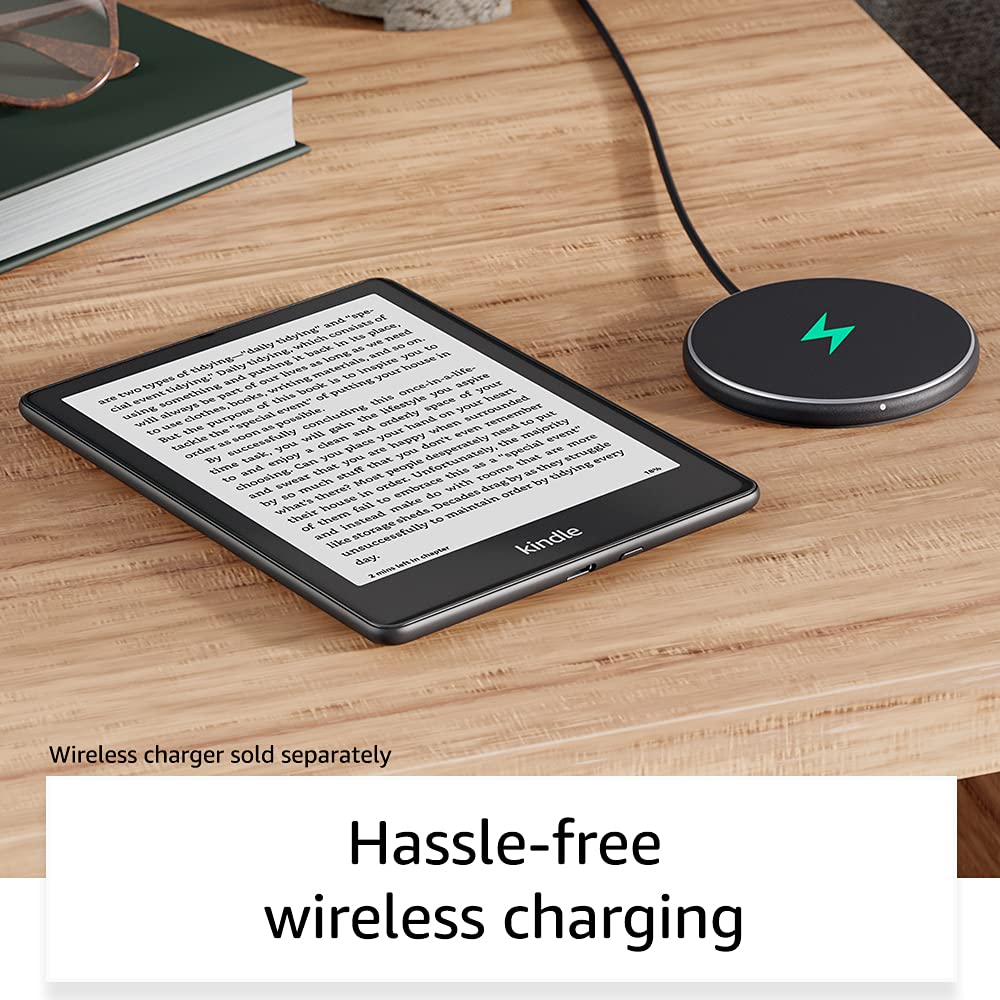 are two types of tidying—“daily tidying” and “spe-
cial event tidying.” Daily tidying, which consists of
using something and putting it back in its place,
will always be part of our lives as long as we need
to use clothes, books, writing materials, and so on.
But the purpose of this book is to inspire you to
tackle the “special event” of putting your house in
order as soon as possible.
By successfully concluding this once-in-a-life-
time task, you will gain the lifestyle you aspire
to and enjoy a clean and orderly space of your
choosing. Can you place your hand on your heart
and swear that you are happy when surrounded
by so much stuff that you don’t even remember
what’s there? Most people desperately need to put
their house in order. Unfortunately, the majority
of them fail to embrace this as a “special event”
and instead make do with rooms that are more
like storage sheds. Decades drag by as they struggle
unsuccessfully to maintain order by tidying every
day.
2 mins left in chapter 18%
kindle
Wireless charger sold separately
Hassle-free
wireless charging